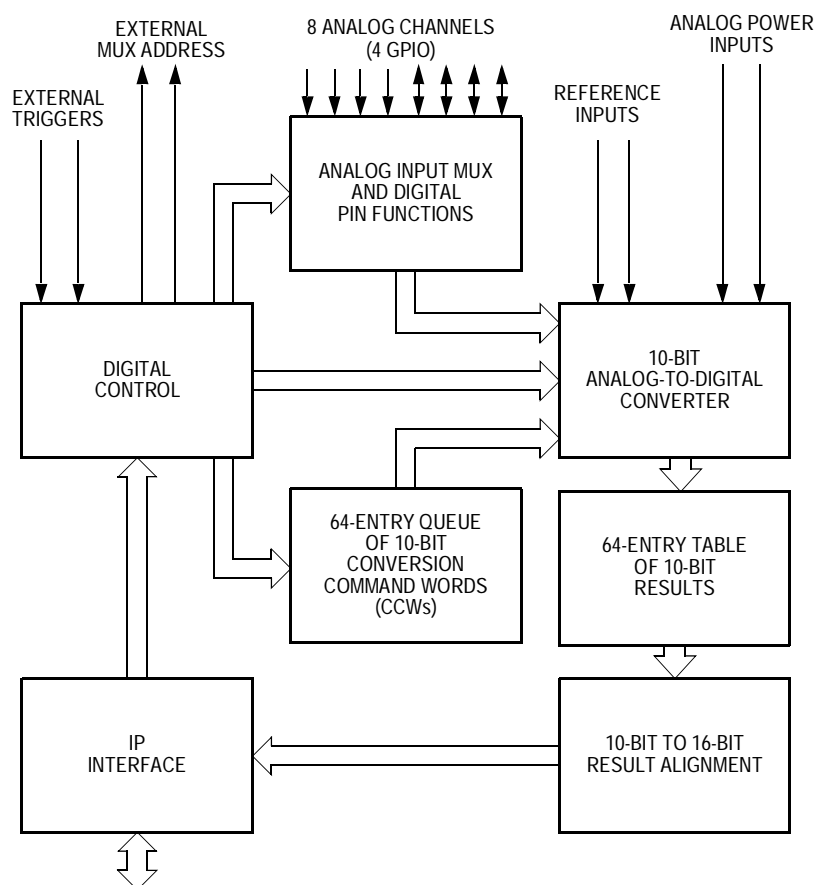 EXTERNAL
MUX ADDRESS
8 ANALOG CHANNELS
(4 GPIO)
ANALOG POWER
INPUTS
EXTERNAL
TRIGGERS
REFERENCE
INPUTS
ANALOG INPUT MUX
AND DIGITAL
PIN FUNCTIONS
DIGITAL
CONTROL
10-BIT
ANALOG-TO-DIGITAL
CONVERTER
64-ENTRY QUEUE
OF 10-BIT
CONVERSION
COMMAND WORDS
(CCWs)
64-ENTRY TABLE
OF 10-BIT
RESULTS
IP
INTERFACE
10-BIT TO 16-BIT
RESULT ALIGNMENT